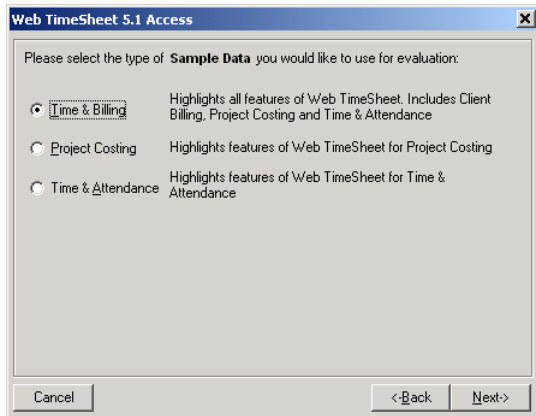 Web TimeSheet 5.1 Access
Please select the type of Sample Data you would like to use for evaluation:
Time & Billing
Highlights all features of Web TimeSheet. Includes Client
Billing, Project Costing and Time & Attendance
Project Costing
Highlights features of Web TimeSheet for Project Costing
Time & Attendance
Highlights features of Web TimeSheet for Time &
Attendance
Cancel
<-Back
Next->